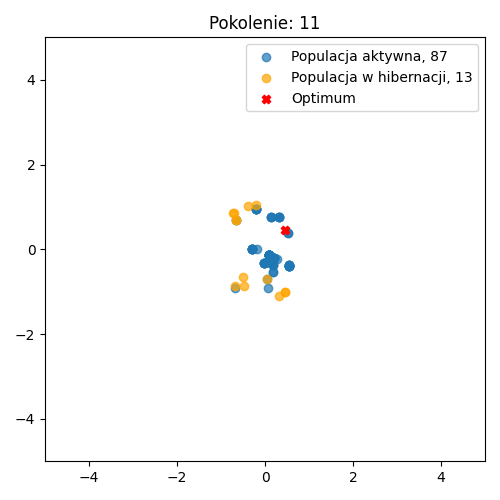 Pokolenie: 11
Populacja aktywna, 87
Populacja w hibernacji, 13
Optimum
4
2
0
−2
−4
−4
−2
0
2
4